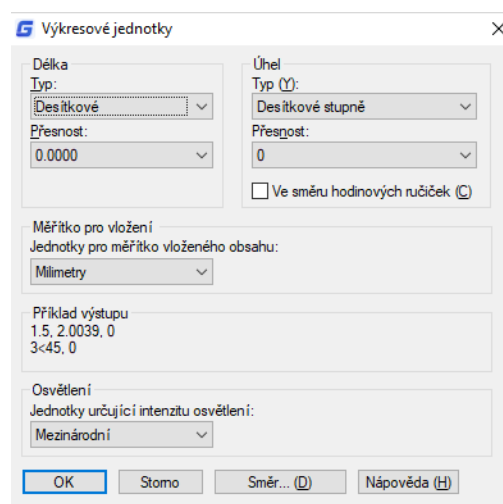 Výkresové jednotky
Délka
Typ:
Desítkové
Přesnost:
0.0000
Úhel
Typ (Y):
Desítkové stupně
Přesnost:
0
Ve směru hodinových ručiček (C)
Měřítko pro vložení
Jednotky pro měřítko vloženého obsahu:
Milimetry
Příklad výstupu
1.5, 2.0039, 0
3<45, 0
Osvětlení
Jednotky určující intenzitu osvětlení:
Mezinárodní
OK
Storno
Směr... (D)
Nápověda (H)